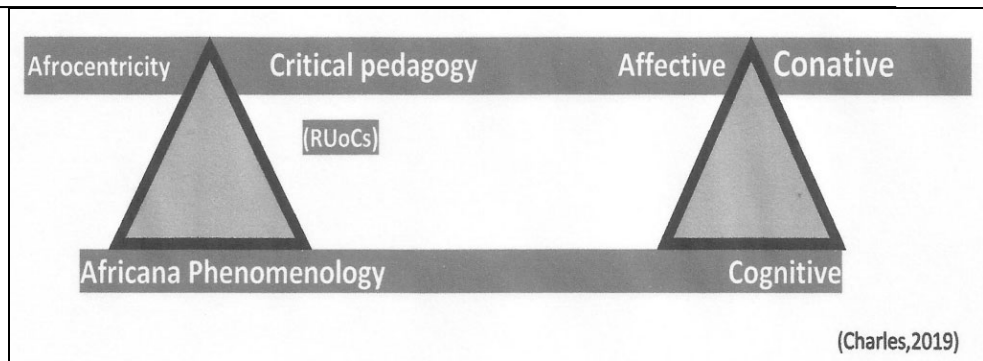 Afrocentricity Critical pedagogy Affective Conative
(RUoCs)
Africana Phenomenology Cognitive
(Charles,2019)